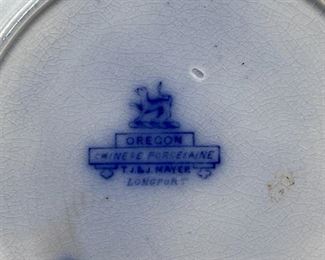 OREGON
CHINESE PORCELAINE
T.J.&J. MAYER
LONGPORT